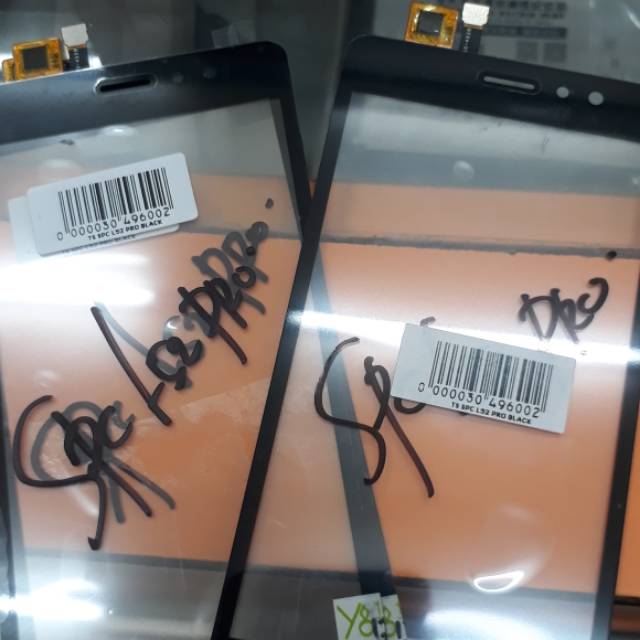 0 000030 496002
TS SPC L52 PRO BLACK
Spc L52 PRO
0 000030 496002
TS SPC L52 PRO BLACK
Spc
PRO